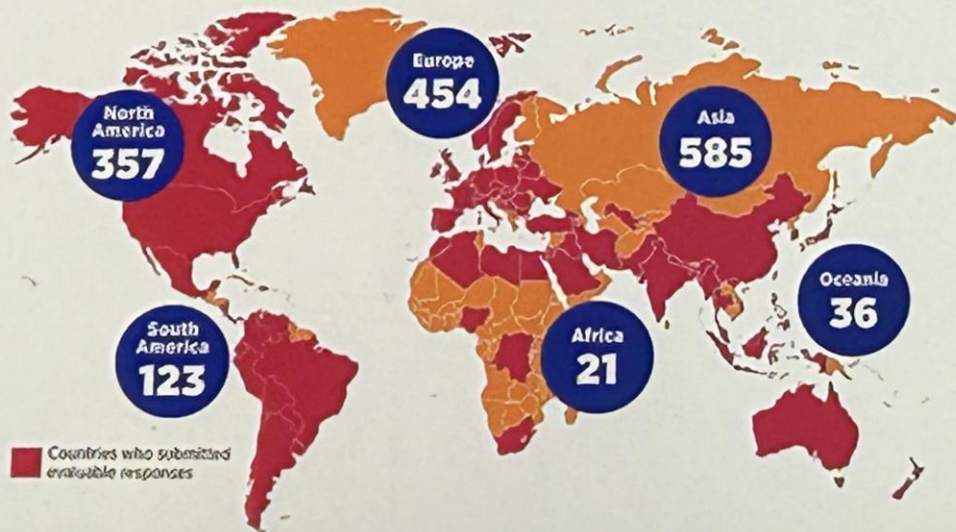 Europe
454
North
America
357
Asia
585
Oceania
36
South
America
123
Africa
21
Countries who submitted
evaluable responses